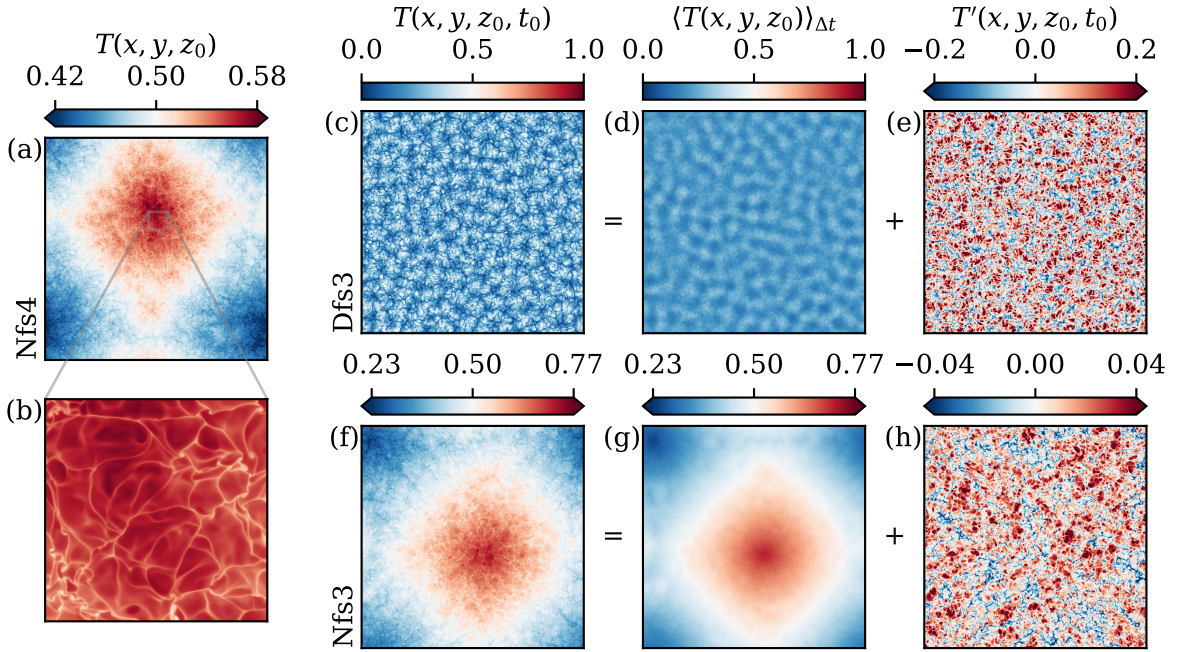 T(x, y, z₀)
0.42 0.50 0.58
(a)
Nfs4
(b)
T(x, y, z₀, t₀)
0.0 0.5 1.0
(c)
Dfs3
=
⟨T(x, y, z₀)⟩Δt
0.0 0.5 1.0
(d)
+
T′(x, y, z₀, t₀)
−0.2 0.0 0.2
(e)
0.23 0.50 0.77
(f)
Nfs3
=
0.23 0.50 0.77
(g)
+
−0.04 0.00 0.04
(h)